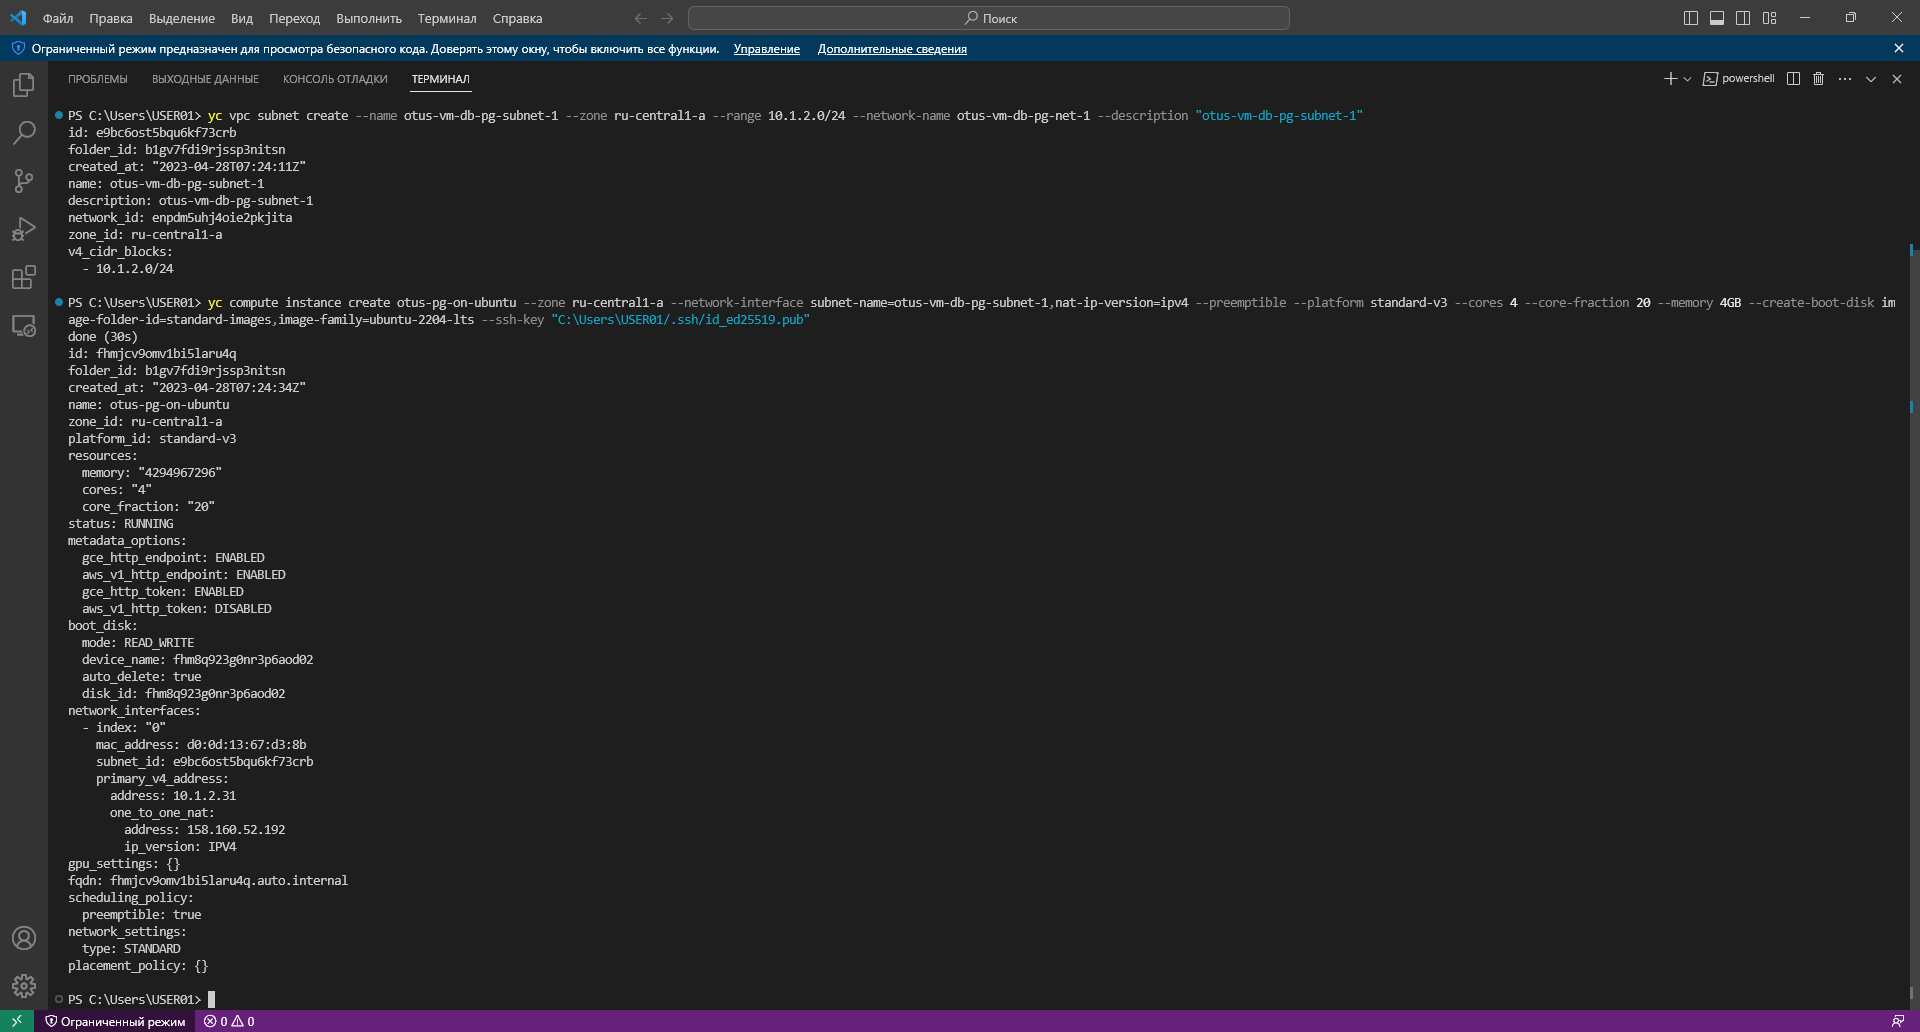 Файл Правка Выделение Вид Переход Выполнить Терминал Справка Поиск
Ограниченный режим предназначен для просмотра безопасного кода. Доверять этому окну, чтобы включить все функции. Управление Дополнительные сведения
ПРОБЛЕМЫ ВЫХОДНЫЕ ДАННЫЕ КОНСОЛЬ ОТЛАДКИ ТЕРМИНАЛ powershell
PS C:\Users\USER01> yc vpc subnet create --name otus-vm-db-pg-subnet-1 --zone ru-central1-a --range 10.1.2.0/24 --network-name otus-vm-db-pg-net-1 --description "otus-vm-db-pg-subnet-1"
id: e9bc6ost5bqu6kf73crb
folder_id: b1gv7fdi9rjssp3nitsn
created_at: "2023-04-28T07:24:11Z"
name: otus-vm-db-pg-subnet-1
description: otus-vm-db-pg-subnet-1
network_id: enpdm5uhj4oie2pkjita
zone_id: ru-central1-a
v4_cidr_blocks:
  - 10.1.2.0/24
PS C:\Users\USER01> yc compute instance create otus-pg-on-ubuntu --zone ru-central1-a --network-interface subnet-name=otus-vm-db-pg-subnet-1,nat-ip-version=ipv4 --preemptible --platform standard-v3 --cores 4 --core-fraction 20 --memory 4GB --create-boot-disk im
age-folder-id=standard-images,image-family=ubuntu-2204-lts --ssh-key "C:\Users\USER01/.ssh/id_ed25519.pub"
done (30s)
id: fhmjcv9omv1bi5laru4q
folder_id: b1gv7fdi9rjssp3nitsn
created_at: "2023-04-28T07:24:34Z"
name: otus-pg-on-ubuntu
zone_id: ru-central1-a
platform_id: standard-v3
resources:
  memory: "4294967296"
  cores: "4"
  core_fraction: "20"
status: RUNNING
metadata_options:
  gce_http_endpoint: ENABLED
  aws_v1_http_endpoint: ENABLED
  gce_http_token: ENABLED
  aws_v1_http_token: DISABLED
boot_disk:
  mode: READ_WRITE
  device_name: fhm8q923g0nr3p6aod02
  auto_delete: true
  disk_id: fhm8q923g0nr3p6aod02
network_interfaces:
  - index: "0"
    mac_address: d0:0d:13:67:d3:8b
    subnet_id: e9bc6ost5bqu6kf73crb
    primary_v4_address:
      address: 10.1.2.31
      one_to_one_nat:
        address: 158.160.52.192
        ip_version: IPV4
gpu_settings: {}
fqdn: fhmjcv9omv1bi5laru4q.auto.internal
scheduling_policy:
  preemptible: true
network_settings:
  type: STANDARD
placement_policy: {}
PS C:\Users\USER01>
Ограниченный режим 0 0